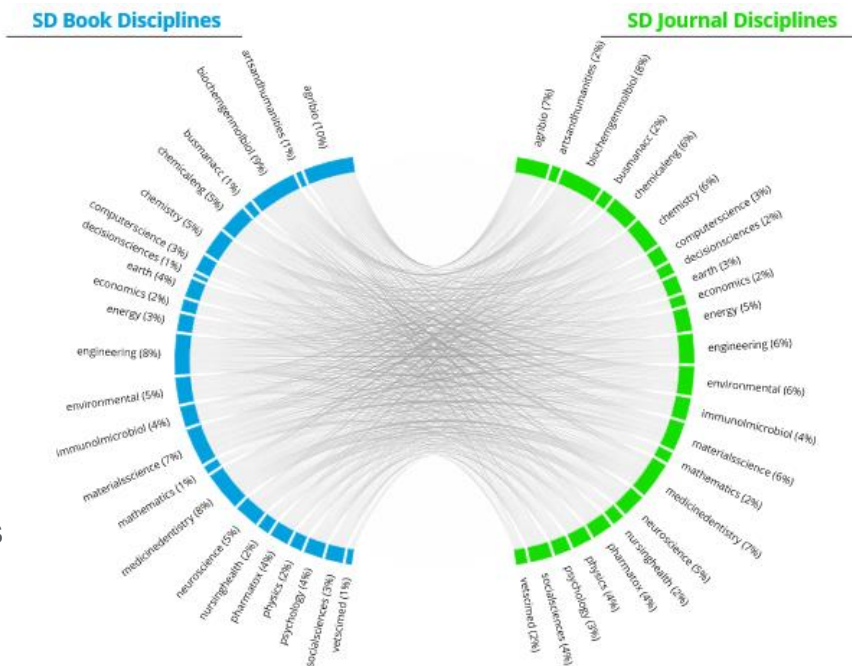 SD Book Disciplines
SD Journal Disciplines
agribio (10%)
artsandhumanities (1%)
biochemgenmolbiol (9%)
busmanacc (1%)
chemicaleng (5%)
chemistry (5%)
computerscience (3%)
decisionsciences (1%)
earth (4%)
economics (2%)
energy (3%)
engineering (8%)
environmental (5%)
immunolmicrobiol (4%)
materialsscience (7%)
mathematics (1%)
medicinedentistry (8%)
neuroscience (5%)
nursinghealth (2%)
pharmatox (4%)
physics (2%)
psychology (4%)
socialsciences (3%)
vetscimed (1%)
agribio (7%)
artsandhumanities (2%)
biochemgenmolbiol (8%)
busmanacc (2%)
chemicaleng (6%)
chemistry (6%)
computerscience (3%)
decisionsciences (2%)
earth (3%)
economics (2%)
energy (5%)
engineering (6%)
environmental (6%)
immunolmicrobiol (4%)
materialsscience (6%)
mathematics (2%)
medicinedentistry (7%)
neuroscience (5%)
nursinghealth (2%)
pharmatox (4%)
physics (4%)
psychology (3%)
socialsciences (4%)
vetscimed (2%)